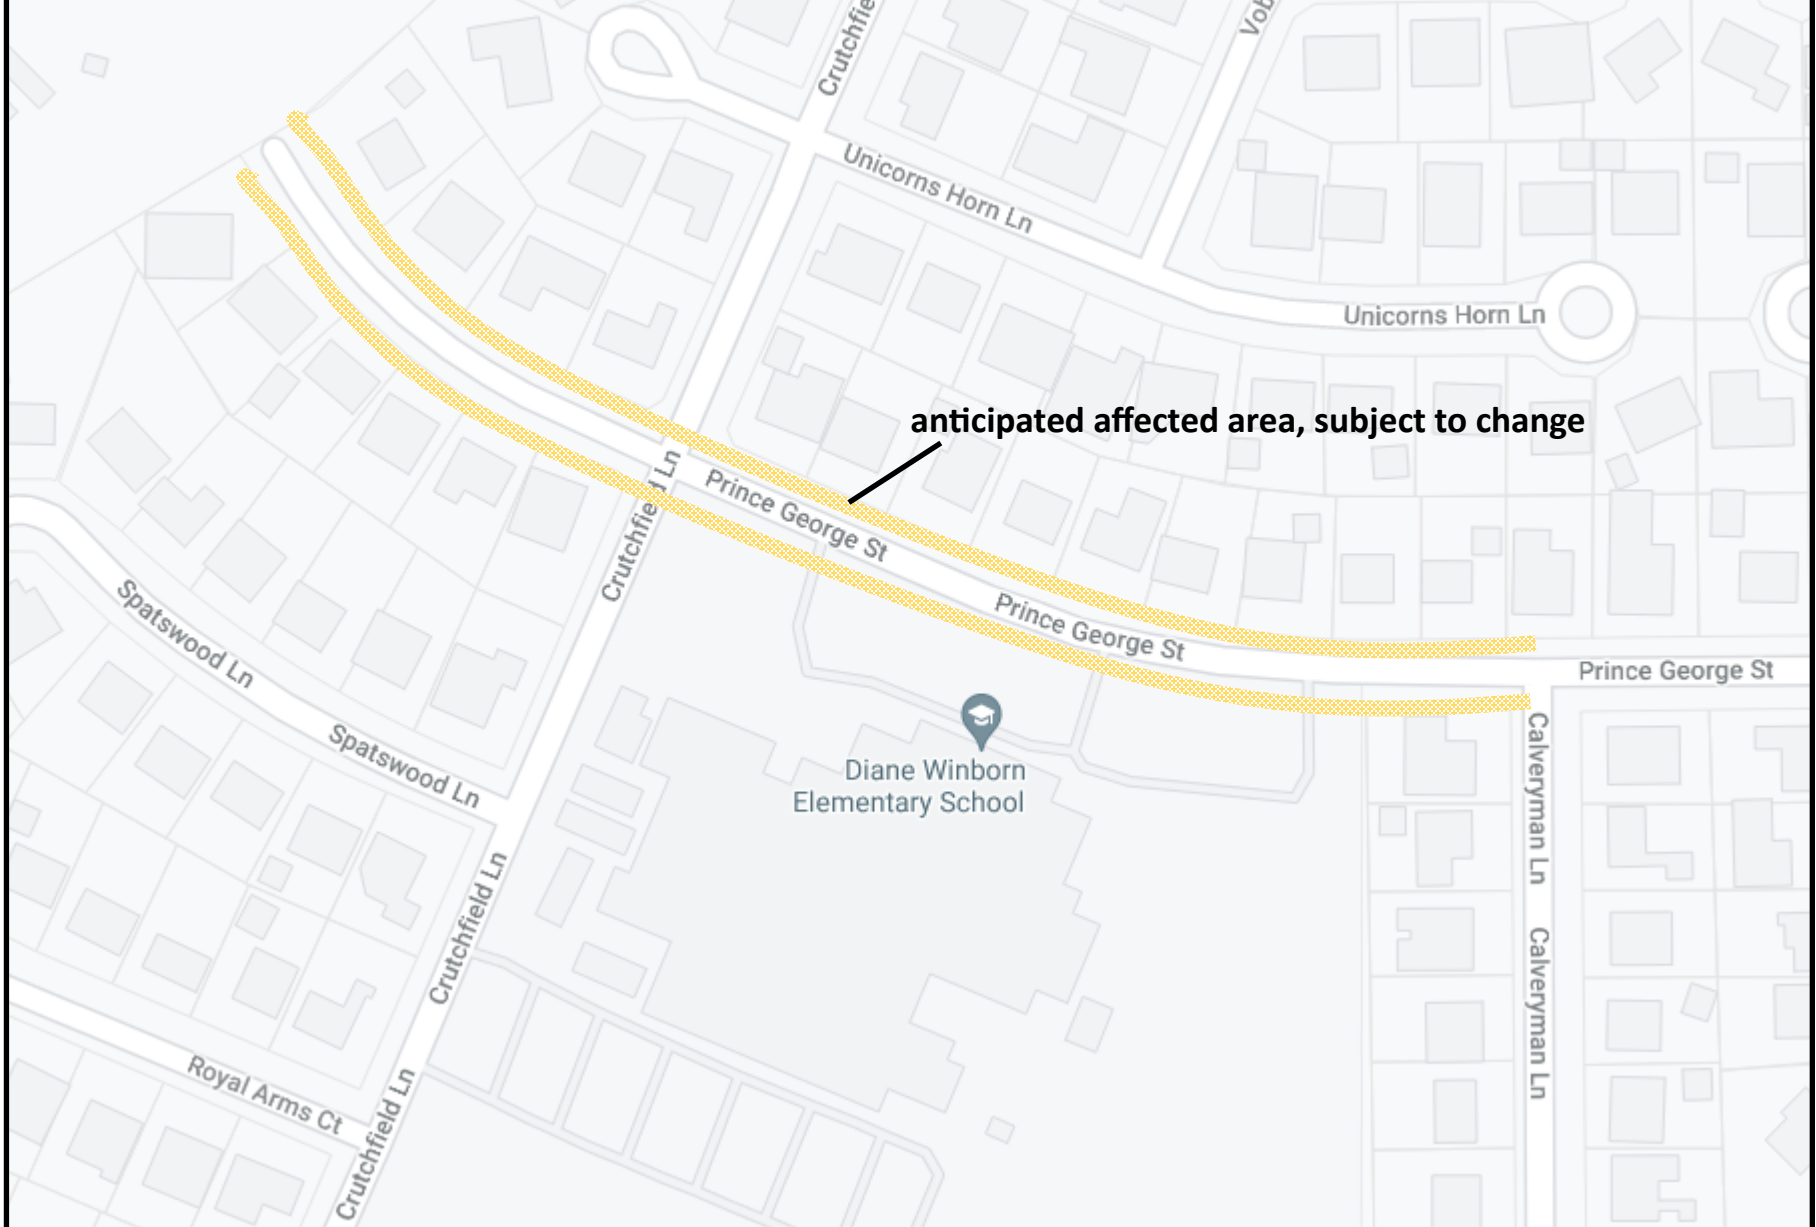 Crutchfie
Vob
Unicorns Horn Ln
Unicorns Horn Ln
anticipated affected area, subject to change
Crutchfield Ln
Prince George St
Prince George St
Prince George St
Spatswood Ln
Spatswood Ln
Diane Winborn
Elementary School
Calveryman Ln
Calveryman Ln
Crutchfield Ln
Royal Arms Ct
Crutchfield Ln